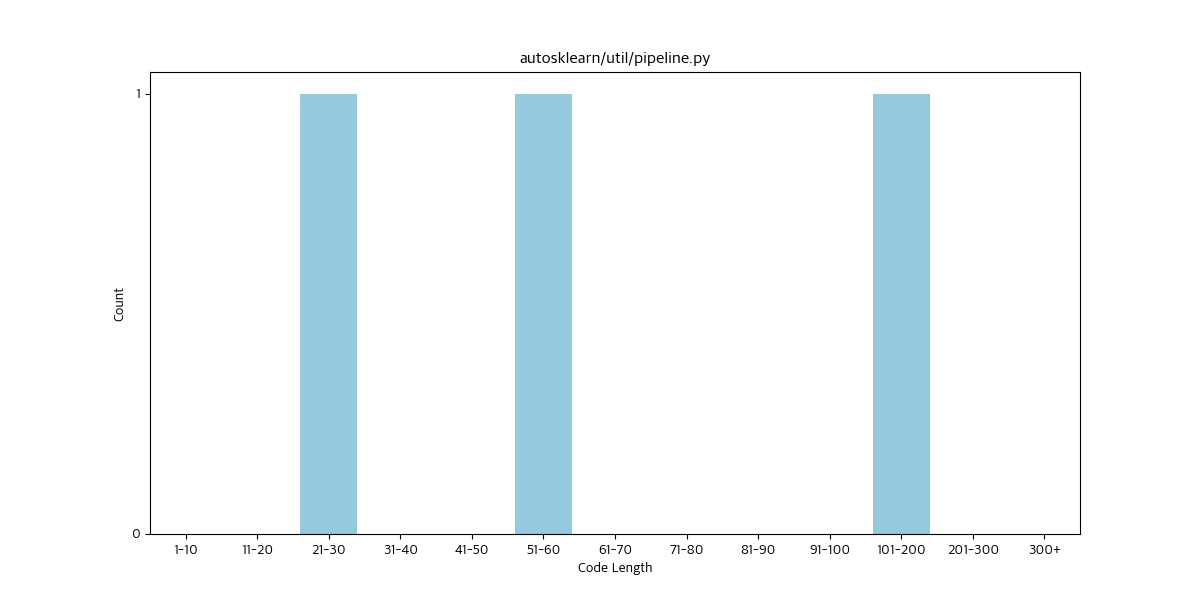 autosklearn/util/pipeline.py
1
0
Count
1-10 11-20 21-30 31-40 41-50 51-60 61-70 71-80 81-90 91-100 101-200 201-300 300+
Code Length